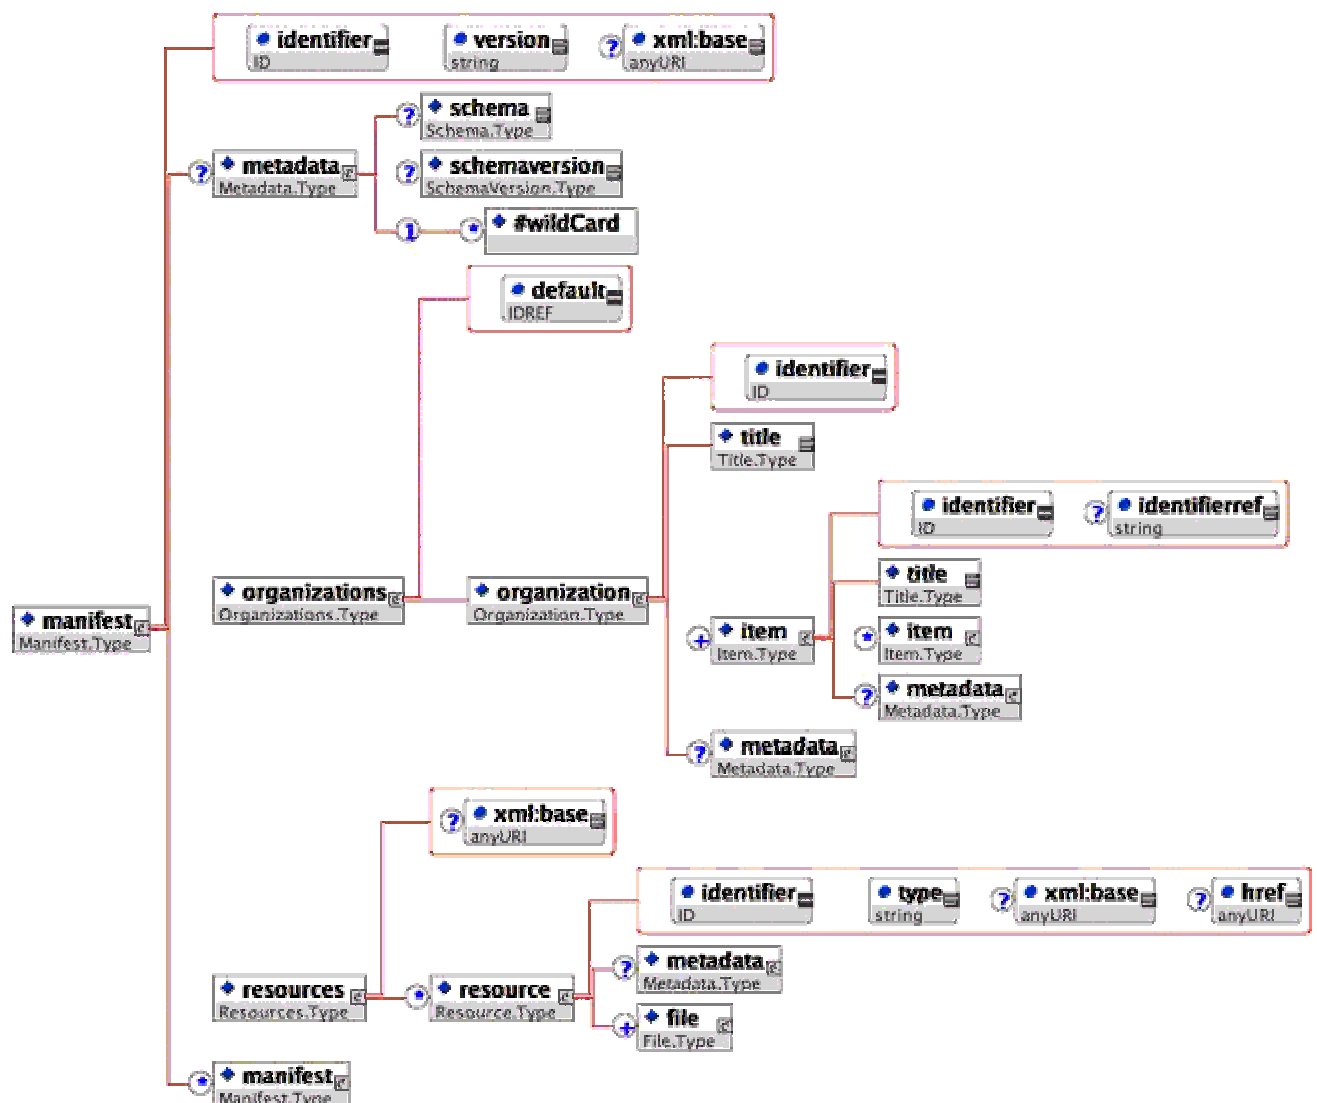 identifier
ID
version
string
? xml:base
anyURI
? schema
Schema.Type
? metadata
Metadata.Type
? schemaversion
SchemaVersion.Type
1 * #wildCard
default
IDREF
identifier
ID
title
Title.Type
identifier
ID
? identifierref
string
title
Title.Type
organizations
Organizations.Type
organization
Organization.Type
manifest
Manifest.Type
+ item
Item.Type
* item
Item.Type
? metadata
Metadata.Type
? metadata
Metadata.Type
? xml:base
anyURI
identifier
ID
type
string
? xml:base
anyURI
? href
anyURI
? metadata
Metadata.Type
resources
Resources.Type
* resource
Resource.Type
+ file
File.Type
* manifest
Manifest.Type